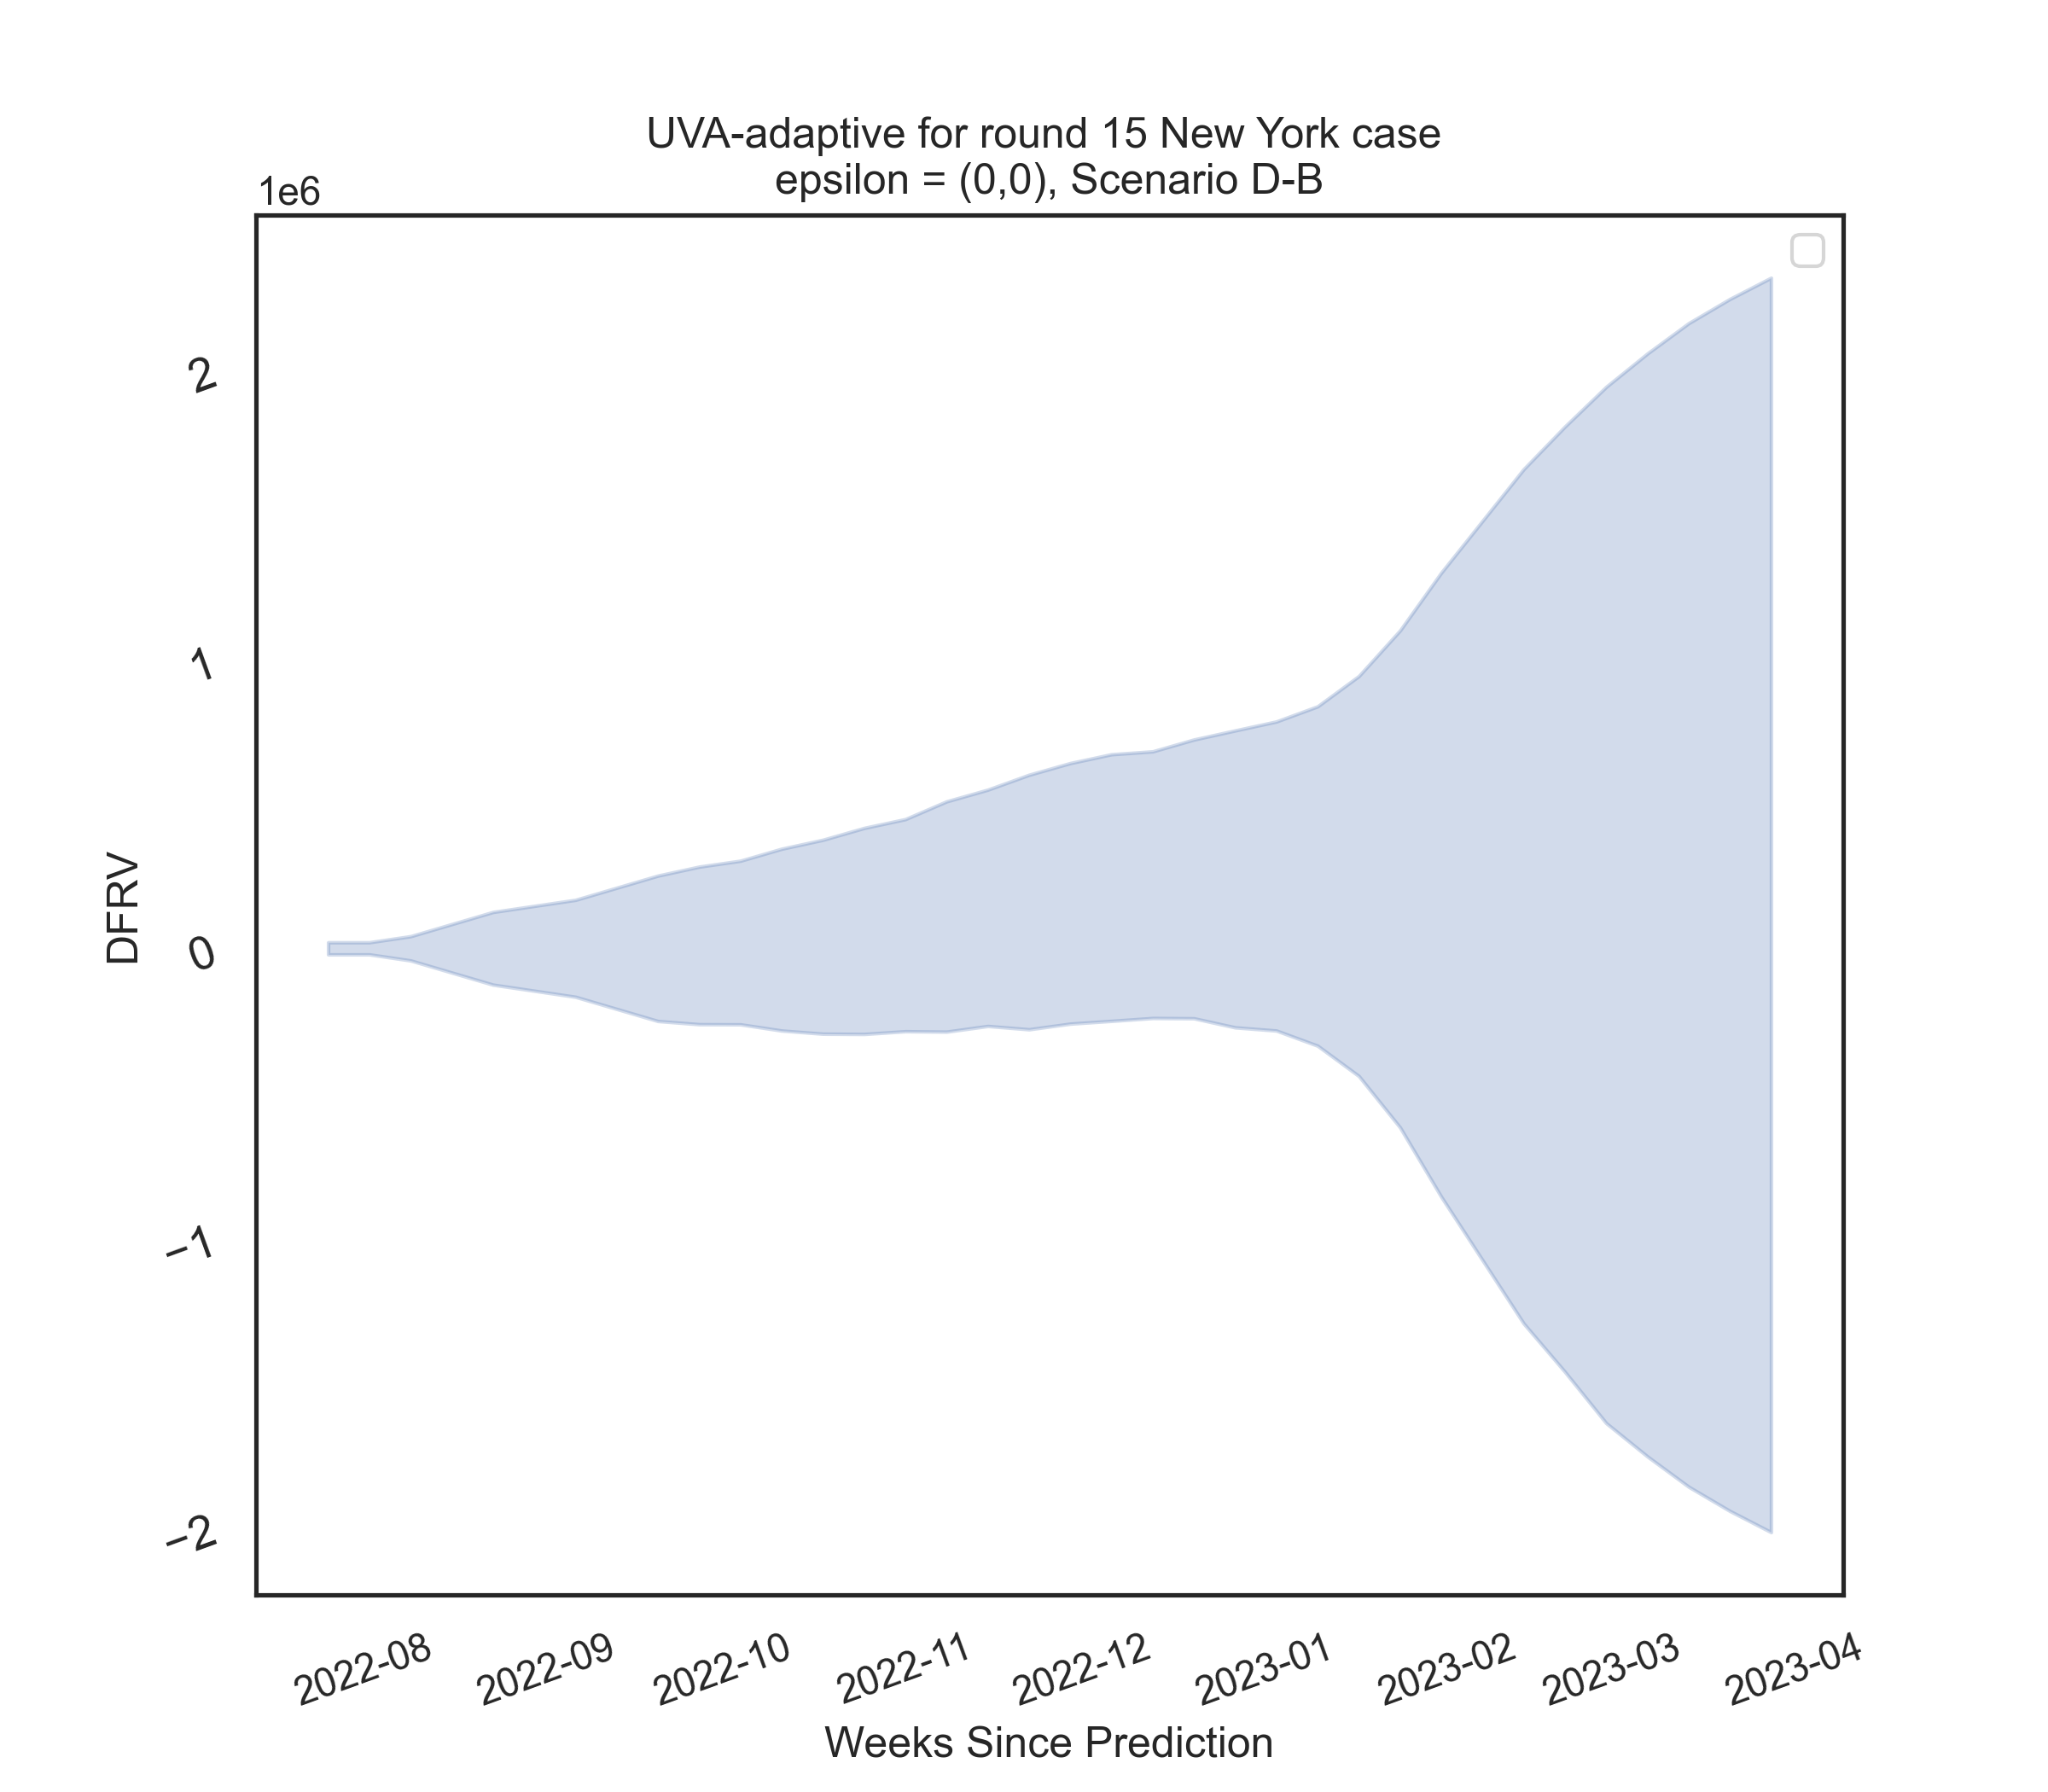 UVA-adaptive for round 15 New York case
epsilon = (0,0), Scenario D-B
1e6
2
1
0
−1
−2
DFRV
2022-08
2022-09
2022-10
2022-11
2022-12
2023-01
2023-02
2023-03
2023-04
Weeks Since Prediction